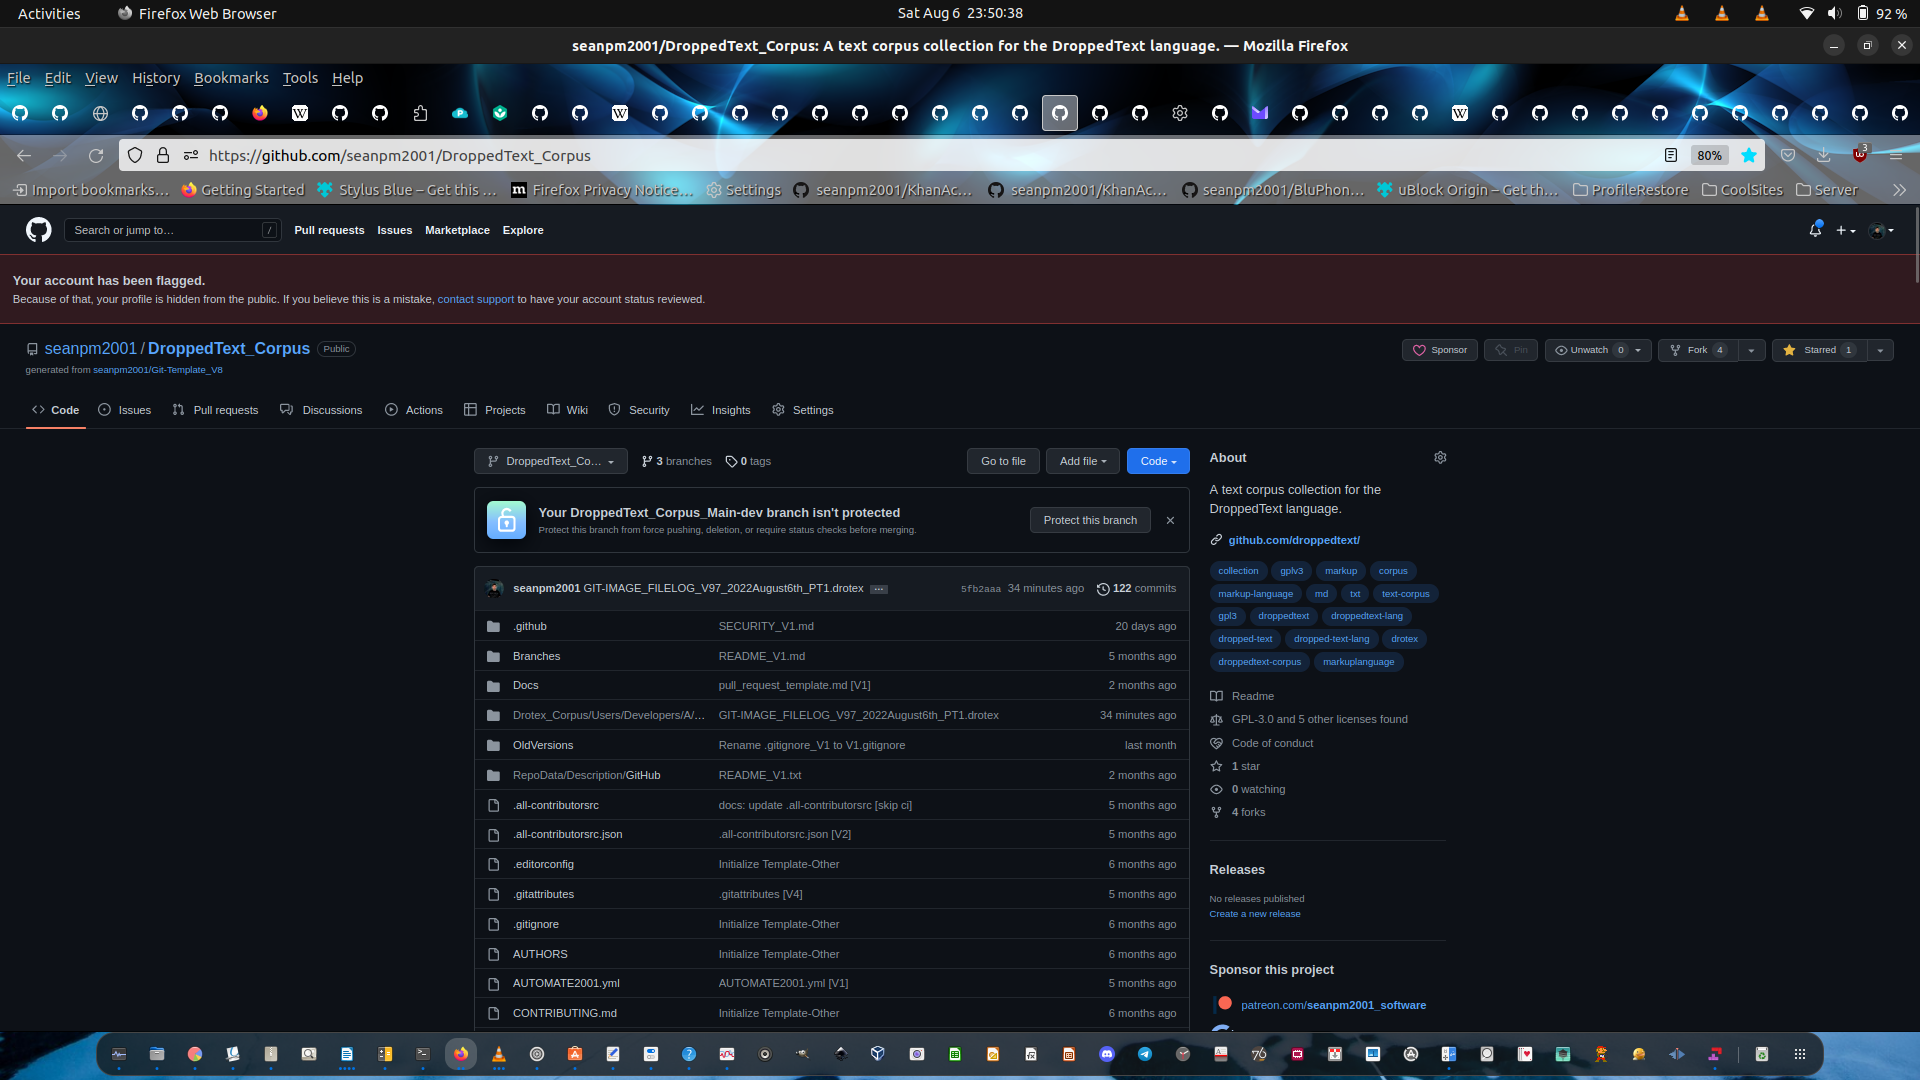 Activities
Firefox Web Browser
Sat Aug 6 23:50:38
92 %
seanpm2001/DroppedText_Corpus: A text corpus collection for the DroppedText language. — Mozilla Firefox
File Edit View History Bookmarks Tools Help
https://github.com/seanpm2001/DroppedText_Corpus
80%
3
Import bookmarks… Getting Started Stylus Blue – Get this … Firefox Privacy Notice… Settings seanpm2001/KhanAc… seanpm2001/KhanAc… seanpm2001/BluPhon… uBlock Origin – Get th… ProfileRestore CoolSites Server
Search or jump to… /
Pull requests Issues Marketplace Explore
Your account has been flagged.
Because of that, your profile is hidden from the public. If you believe this is a mistake, contact support to have your account status reviewed.
seanpm2001 / DroppedText_Corpus Public
generated from seanpm2001/Git-Template_V8
Sponsor Pin Unwatch 0 Fork 4 Starred 1
Code Issues Pull requests Discussions Actions Projects Wiki Security Insights Settings
DroppedText_Co… 3 branches 0 tags
Go to file Add file Code
Your DroppedText_Corpus_Main-dev branch isn't protected
Protect this branch from force pushing, deletion, or require status checks before merging.
Protect this branch
seanpm2001 GIT-IMAGE_FILELOG_V97_2022August6th_PT1.drotex … 5fb2aaa 34 minutes ago 122 commits
.github SECURITY_V1.md 20 days ago
Branches README_V1.md 5 months ago
Docs pull_request_template.md [V1] 2 months ago
Drotex_Corpus/Users/Developers/A/… GIT-IMAGE_FILELOG_V97_2022August6th_PT1.drotex 34 minutes ago
OldVersions Rename .gitignore_V1 to V1.gitignore last month
RepoData/Description/GitHub README_V1.txt 2 months ago
.all-contributorsrc docs: update .all-contributorsrc [skip ci] 5 months ago
.all-contributorsrc.json .all-contributorsrc.json [V2] 5 months ago
.editorconfig Initialize Template-Other 6 months ago
.gitattributes .gitattributes [V4] 5 months ago
.gitignore Initialize Template-Other 6 months ago
AUTHORS Initialize Template-Other 6 months ago
AUTOMATE2001.yml AUTOMATE2001.yml [V1] 5 months ago
CONTRIBUTING.md Initialize Template-Other 6 months ago
About
A text corpus collection for the
DroppedText language.
github.com/droppedtext/
collection gplv3 markup corpus
markup-language md txt text-corpus
gpl3 droppedtext droppedtext-lang
dropped-text dropped-text-lang drotex
droppedtext-corpus markuplanguage
Readme
GPL-3.0 and 5 other licenses found
Code of conduct
1 star
0 watching
4 forks
Releases
No releases published
Create a new release
Sponsor this project
patreon.com/seanpm2001_software